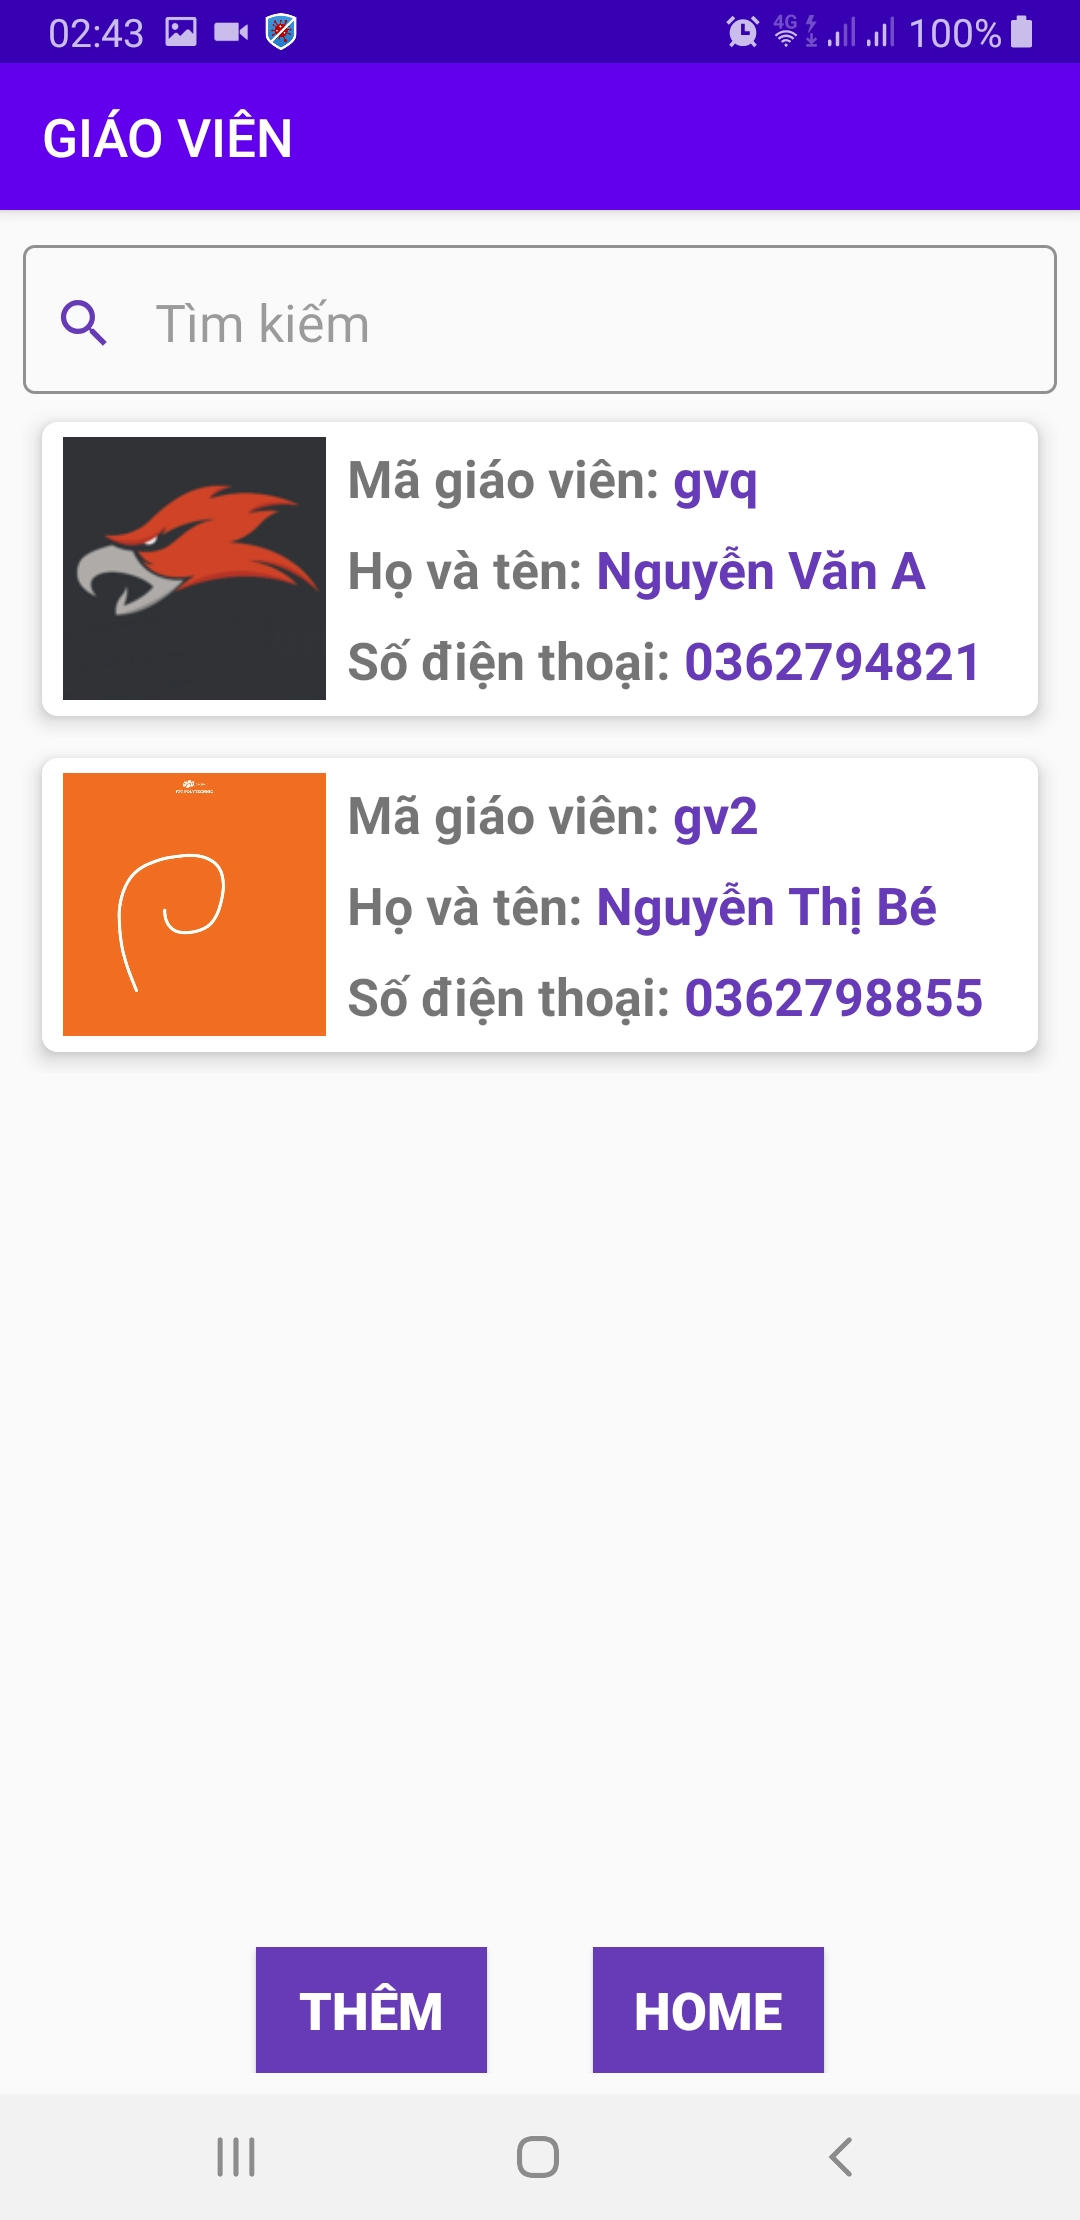 02:43 4G 100%
GIÁO VIÊN
Tìm kiếm
Mã giáo viên: gvq
Họ và tên: Nguyễn Văn A
Số điện thoại: 0362794821
Mã giáo viên: gv2
Họ và tên: Nguyễn Thị Bé
Số điện thoại: 0362798855
THÊM HOME